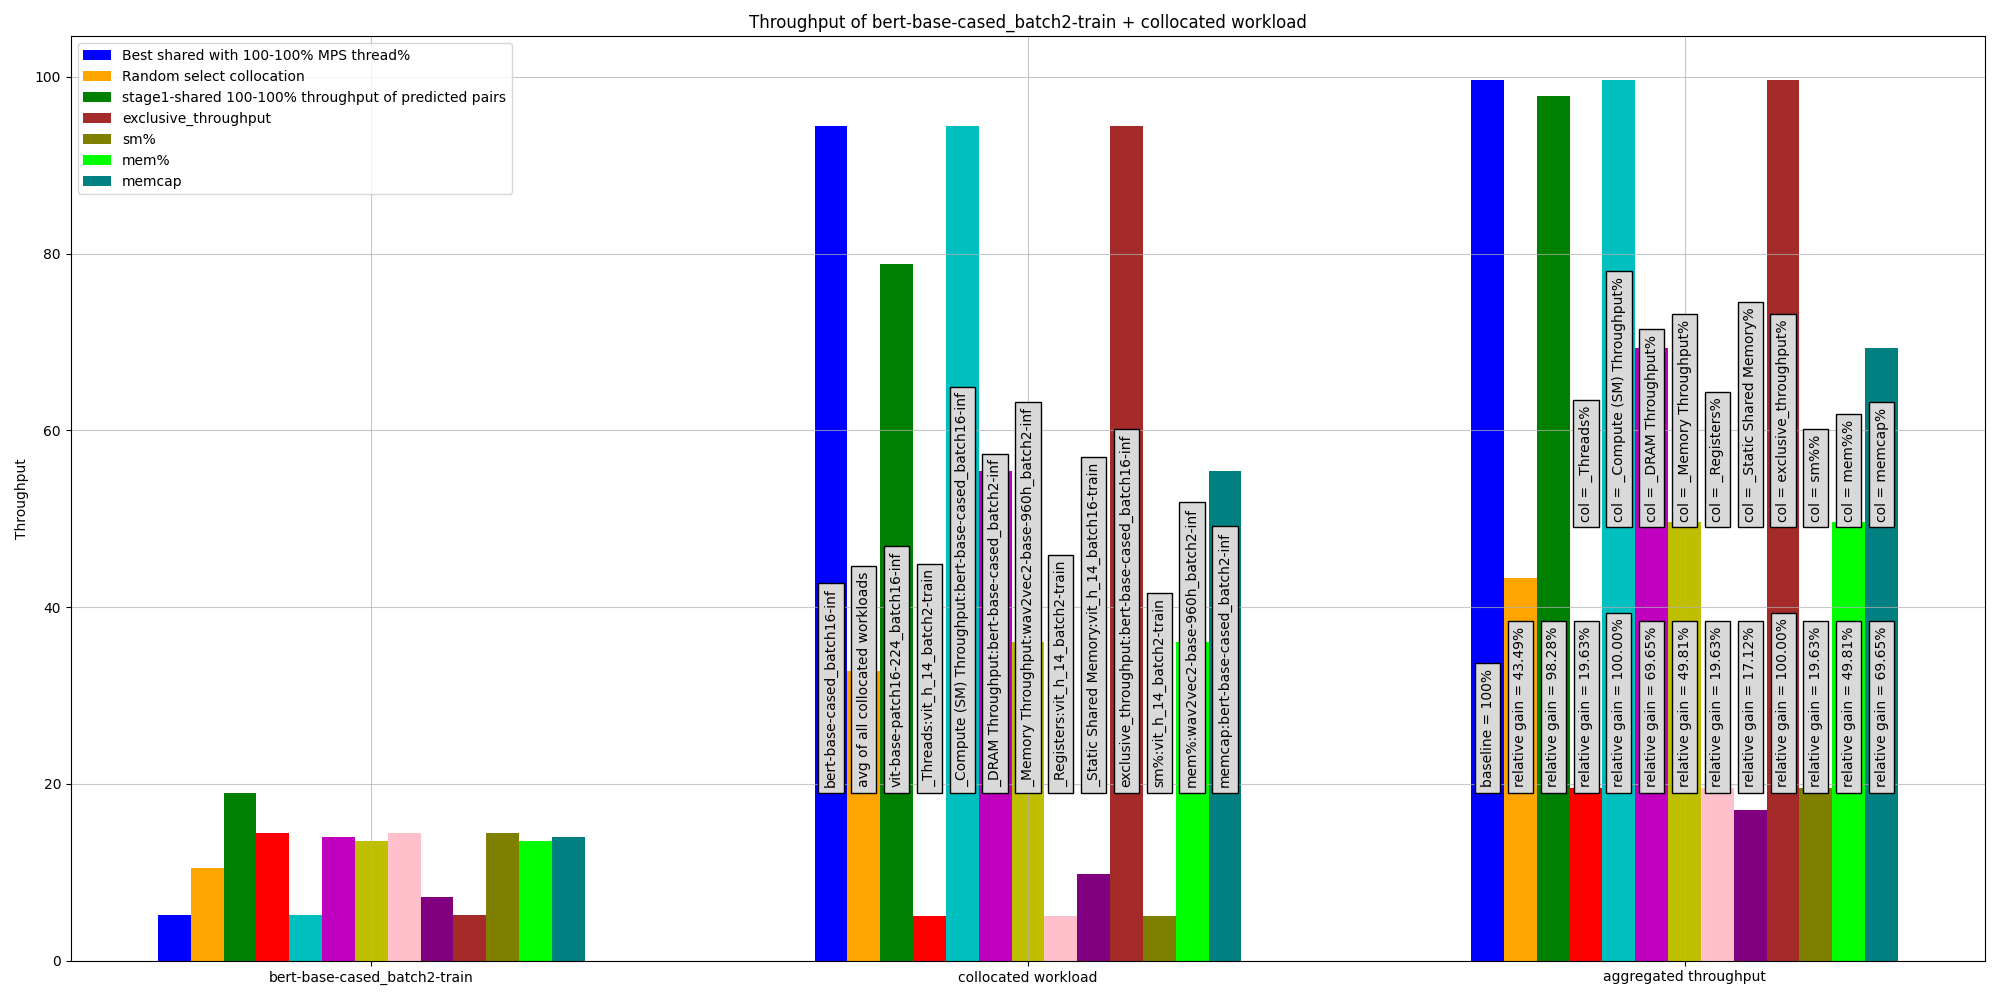 Throughput of bert-base-cased_batch2-train + collocated workload
Best shared with 100-100% MPS thread%
Random select collocation
stage1-shared 100-100% throughput of predicted pairs
exclusive_throughput
sm%
mem%
memcap
Throughput
100
80
60
40
20
0
bert-base-cased_batch16-inf
avg of all collocated workloads
vit-base-patch16-224_batch16-inf
_Threads:vit_h_14_batch2-train
_Compute (SM) Throughput:bert-base-cased_batch16-inf
_DRAM Throughput:bert-base-cased_batch2-inf
_Memory Throughput:wav2vec2-base-960h_batch2-inf
_Registers:vit_h_14_batch2-train
_Static Shared Memory:vit_h_14_batch16-train
exclusive_throughput:bert-base-cased_batch16-inf
sm%:vit_h_14_batch2-train
mem%:wav2vec2-base-960h_batch2-inf
memcap:bert-base-cased_batch2-inf
col = _Threads%
col = _Compute (SM) Throughput%
col = _DRAM Throughput%
col = _Memory Throughput%
col = _Registers%
col = _Static Shared Memory%
col = exclusive_throughput%
col = sm%%
col = mem%%
col = memcap%
baseline = 100%
relative gain = 43.49%
relative gain = 98.28%
relative gain = 19.63%
relative gain = 100.00%
relative gain = 69.65%
relative gain = 49.81%
relative gain = 19.63%
relative gain = 17.12%
relative gain = 100.00%
relative gain = 19.63%
relative gain = 49.81%
relative gain = 69.65%
bert-base-cased_batch2-train
collocated workload
aggregated throughput